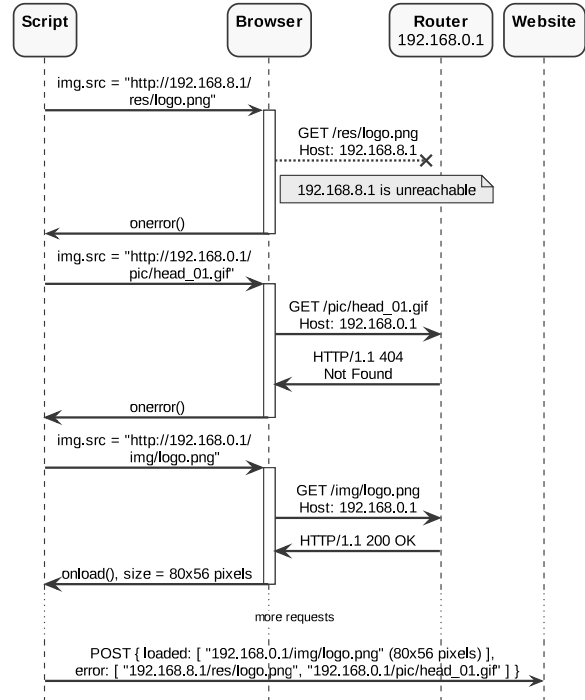 Script
Browser
Router
192.168.0.1
Website
img.src = "http://192.168.8.1/
res/logo.png"
GET /res/logo.png
Host: 192.168.8.1
192.168.8.1 is unreachable
onerror()
img.src = "http://192.168.0.1/
pic/head_01.gif"
GET /pic/head_01.gif
Host: 192.168.0.1
HTTP/1.1 404
Not Found
onerror()
img.src = "http://192.168.0.1/
img/logo.png"
GET /img/logo.png
Host: 192.168.0.1
HTTP/1.1 200 OK
onload(), size = 80x56 pixels
more requests
POST { loaded: [ "192.168.0.1/img/logo.png" (80x56 pixels) ],
error: [ "192.168.8.1/res/logo.png", "192.168.0.1/pic/head_01.gif" ] }